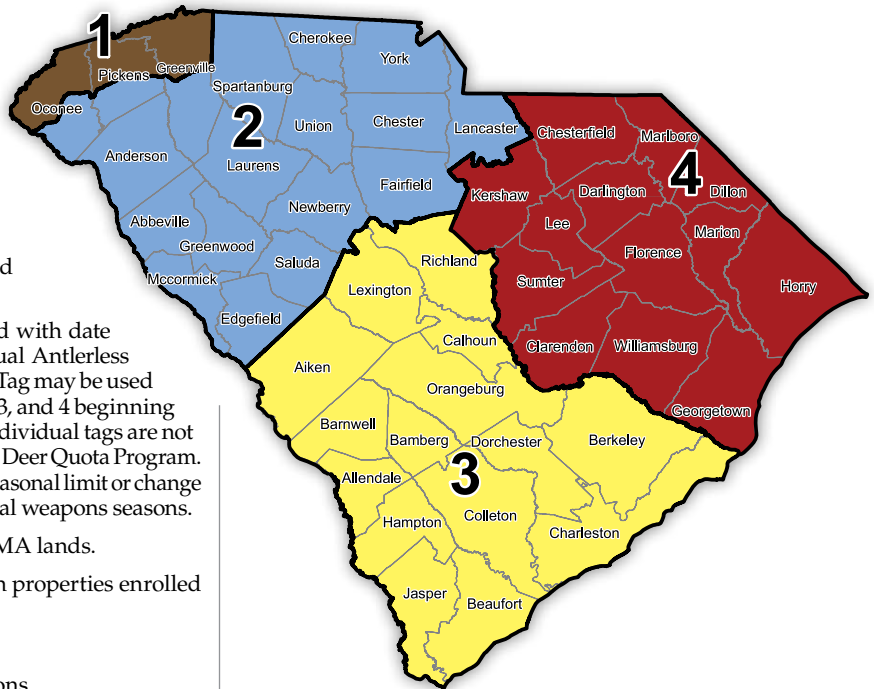 1
Cherokee
York
Pickens
Greenville
Spartanburg
Oconee
2
Union
Chester
Lancaster
Chesterfield
Marlboro
Anderson
Laurens
4
Dillon
Fairfield
Kershaw
Darlington
Newberry
Abbeville
Lee
Marion
Greenwood
Florence
Saluda
Richland
Mccormick
Sumter
Horry
Lexington
Edgefield
Calhoun
Clarendon
Williamsburg
Aiken
Orangeburg
Georgetown
Barnwell
Bamberg
Dorchester
Berkeley
Allendale
3
Colleton
Hampton
Charleston
Jasper
Beaufort
d
d with date
ual Antlerless
Tag may be used
3, and 4 beginning
dividual tags are not
Deer Quota Program.
easonal limit or change
al weapons seasons.
MA lands.
n properties enrolled
ons